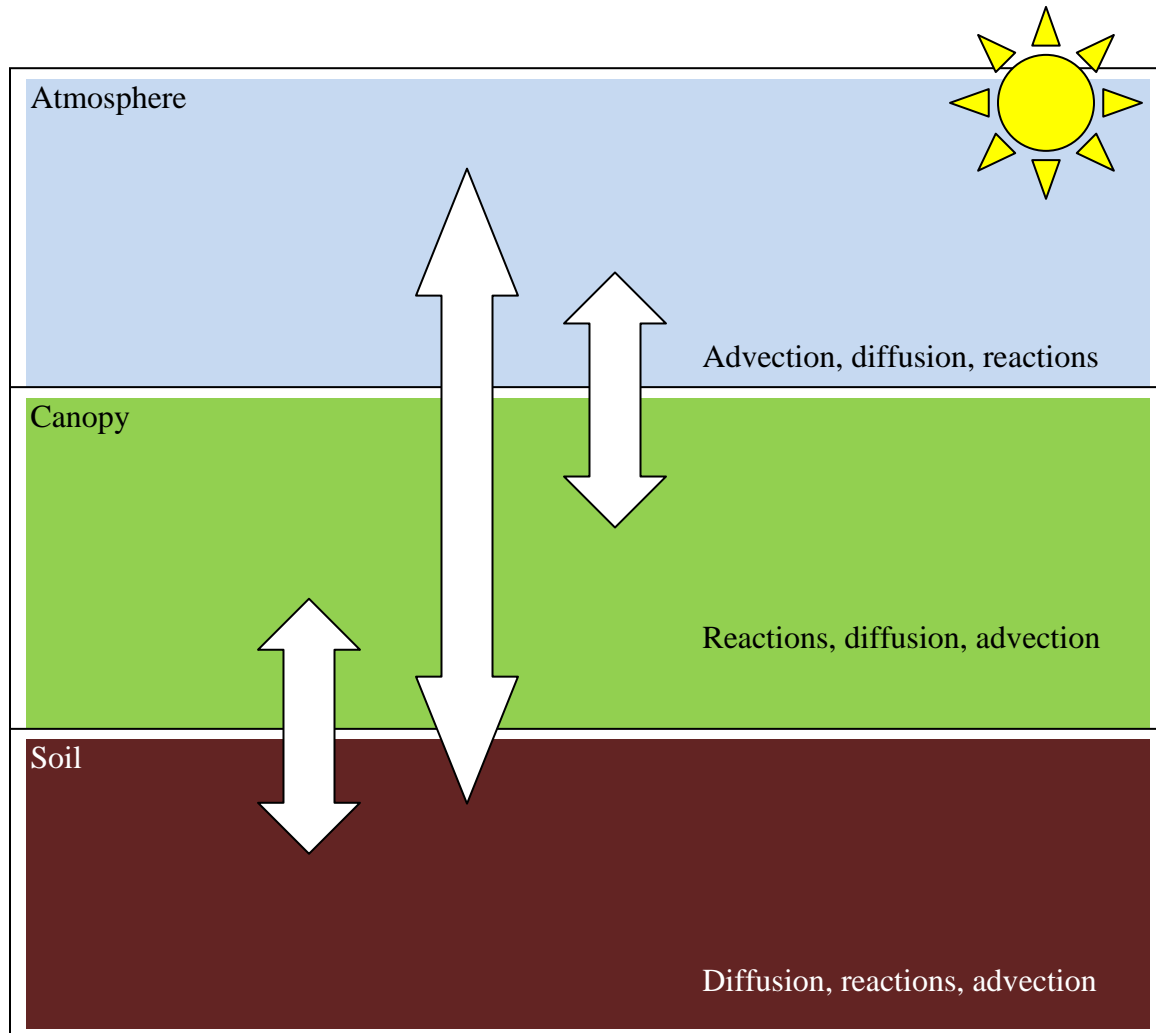 Atmosphere
Advection, diffusion, reactions
Canopy
Reactions, diffusion, advection
Soil
Diffusion, reactions, advection